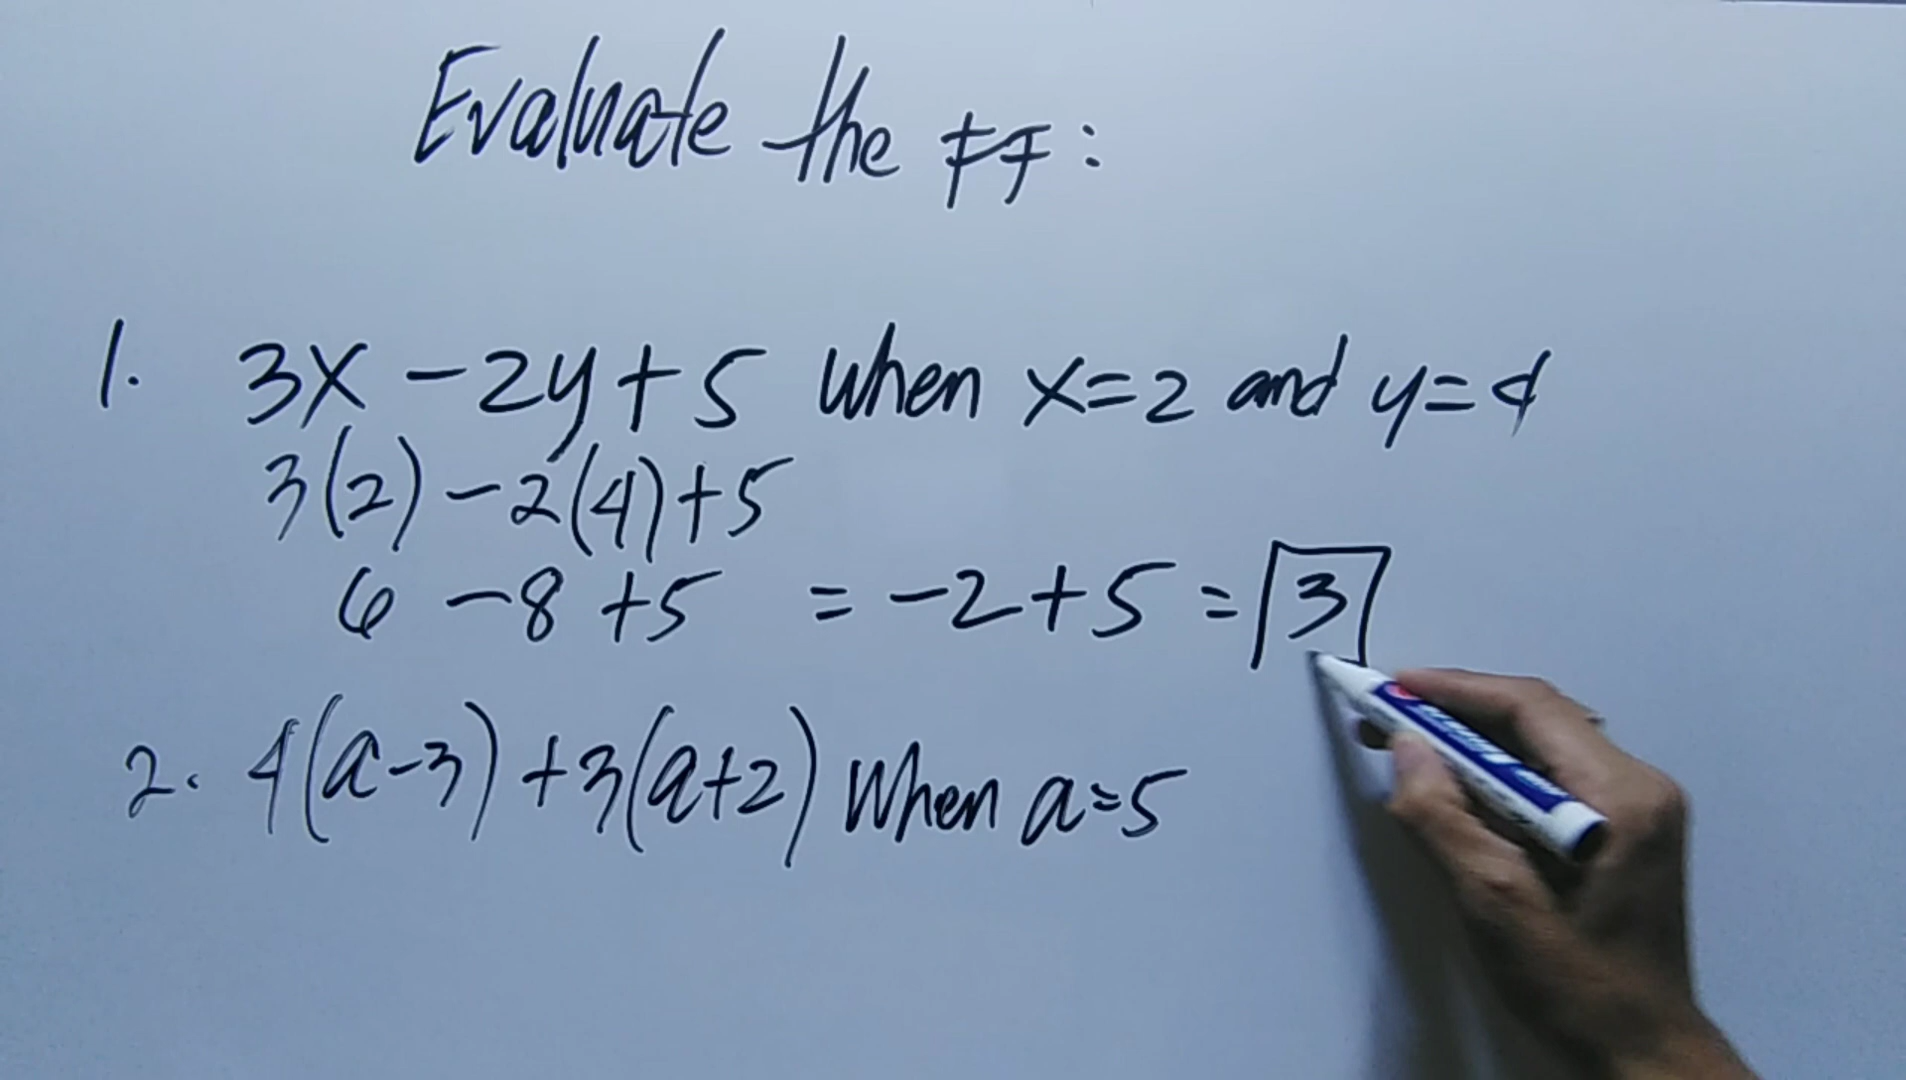 Evaluate the ff:
1. 3x - 2y + 5 when x=2 and y=4
3(2) - 2(4) + 5
6 - 8 + 5 = -2 + 5 = 3
2. 4(a-3) + 3(a+2) when a=5